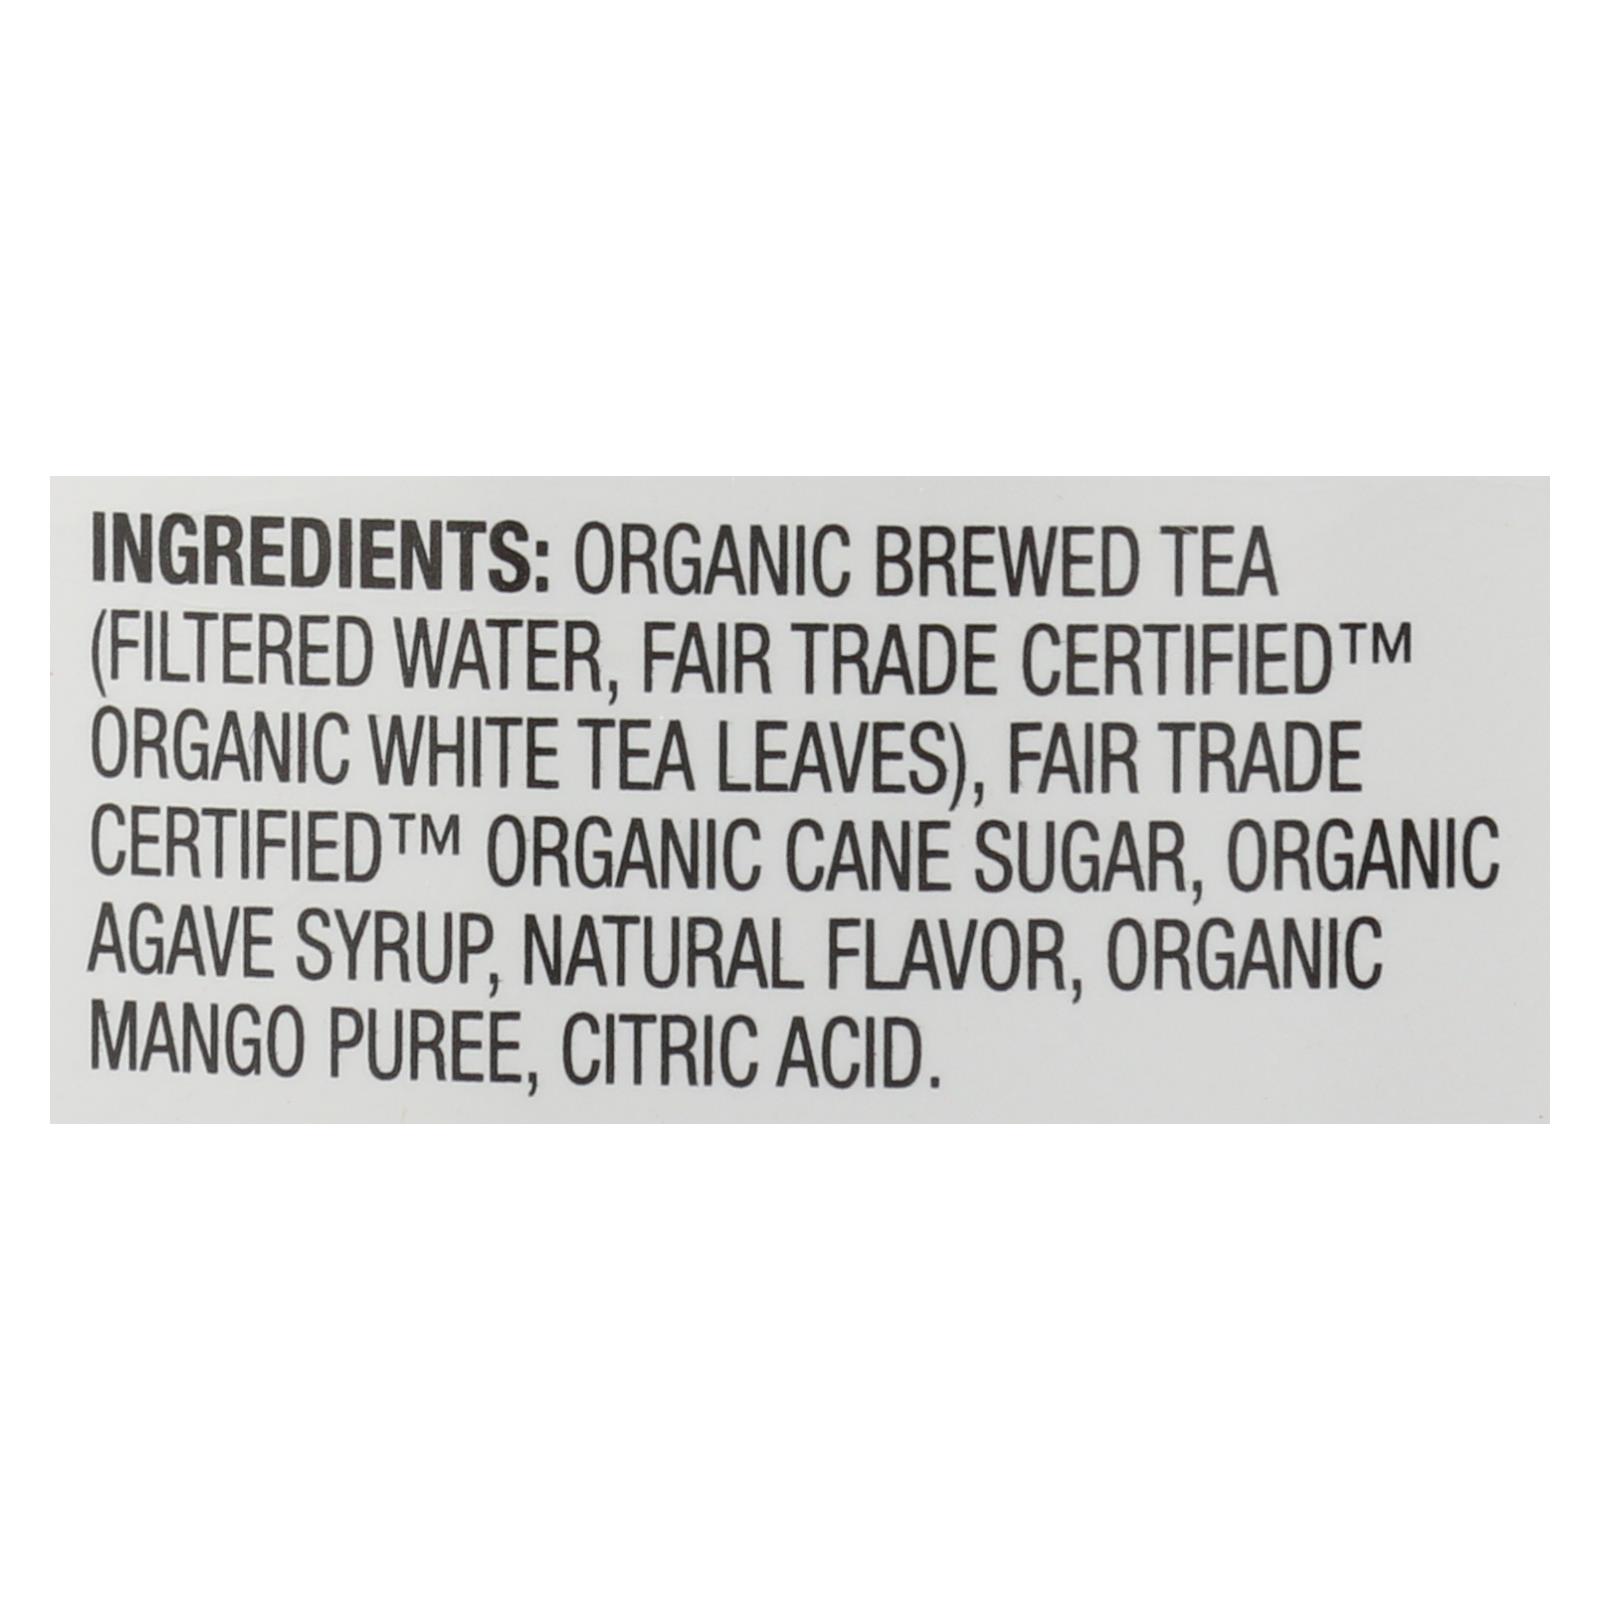 INGREDIENTS: ORGANIC BREWED TEA
(FILTERED WATER, FAIR TRADE CERTIFIED™
ORGANIC WHITE TEA LEAVES), FAIR TRADE
CERTIFIED™ ORGANIC CANE SUGAR, ORGANIC
AGAVE SYRUP, NATURAL FLAVOR, ORGANIC
MANGO PUREE, CITRIC ACID.